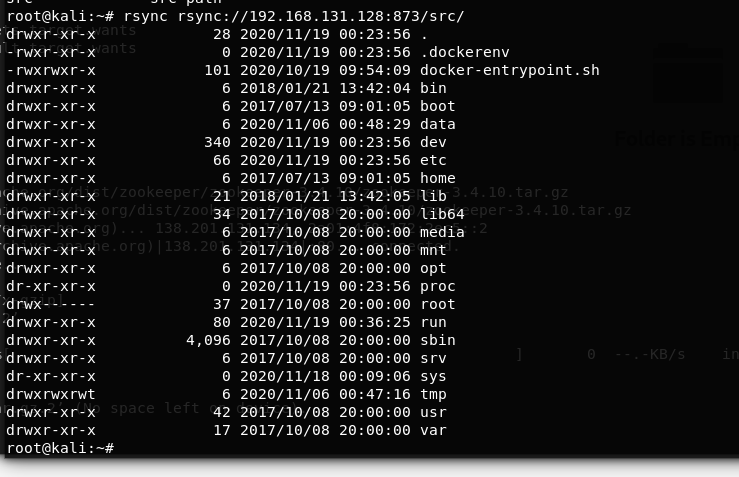 src                src path
root@kali:~# rsync rsync://192.168.131.128:873/src/
drwxr-xr-x             28 2020/11/19 00:23:56 .
-rwxr-xr-x              0 2020/11/19 00:23:56 .dockerenv
-rwxrwxr-x            101 2020/10/19 09:54:09 docker-entrypoint.sh
drwxr-xr-x              6 2018/01/21 13:42:04 bin
drwxr-xr-x              6 2017/07/13 09:01:05 boot
drwxr-xr-x              6 2020/11/06 00:48:29 data
drwxr-xr-x            340 2020/11/19 00:23:56 dev
drwxr-xr-x             66 2020/11/19 00:23:56 etc
drwxr-xr-x              6 2017/07/13 09:01:05 home
drwxr-xr-x             21 2018/01/21 13:42:05 lib
drwxr-xr-x             34 2017/10/08 20:00:00 lib64
drwxr-xr-x              6 2017/10/08 20:00:00 media
drwxr-xr-x              6 2017/10/08 20:00:00 mnt
drwxr-xr-x              6 2017/10/08 20:00:00 opt
dr-xr-xr-x              0 2020/11/19 00:23:56 proc
drwx------             37 2017/10/08 20:00:00 root
drwxr-xr-x             80 2020/11/19 00:36:25 run
drwxr-xr-x          4,096 2017/10/08 20:00:00 sbin
drwxr-xr-x              6 2017/10/08 20:00:00 srv
dr-xr-xr-x              0 2020/11/18 00:09:06 sys
drwxrwxrwt              6 2020/11/06 00:47:16 tmp
drwxr-xr-x             42 2017/10/08 20:00:00 usr
drwxr-xr-x             17 2017/10/08 20:00:00 var
root@kali:~#